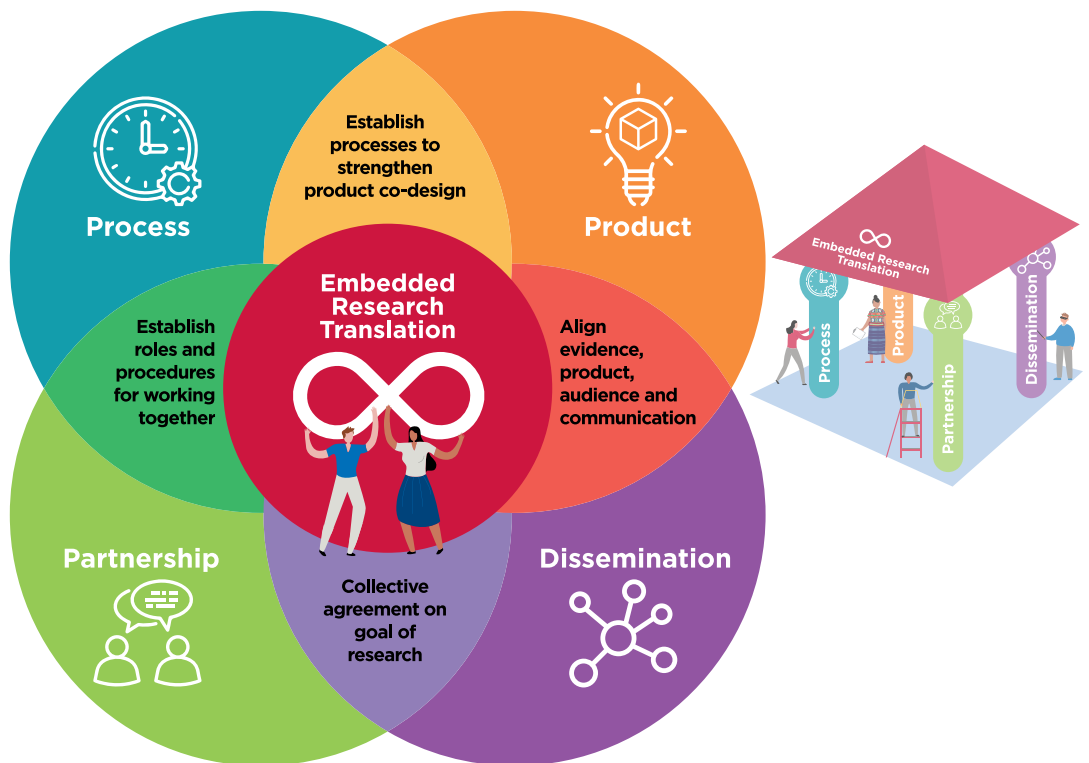 Establish
processes to
strengthen
product co-design
Process
Product
Embedded
Research
Translation
Establish
roles and
procedures
for working
together
Align
evidence,
product,
audience and
communication
Partnership
Dissemination
Collective
agreement on
goal of
research
Embedded Research
Translation
Process
Product
Partnership
Dissemination